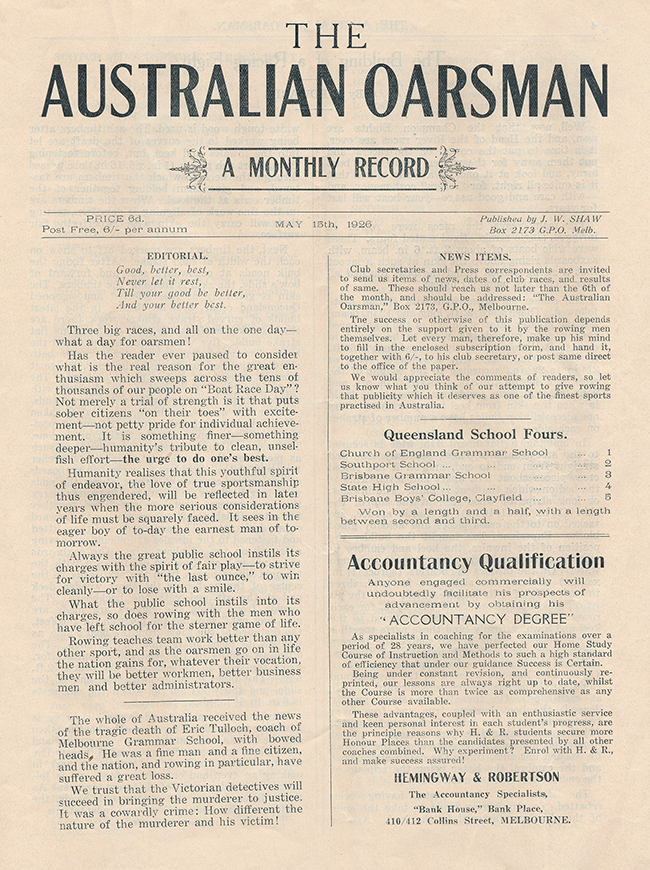 THE
AUSTRALIAN OARSMAN
A MONTHLY RECORD
PRICE 6d.
Post Free, 6/- per annum
MAY 15th, 1926
Published by J. W. SHAW
Box 2173 G.P.O. Melb.
EDITORIAL.
Good, better, best,
Never let it rest,
Till your good be better,
And your better best.
Three big races, and all on the one day—
what a day for oarsmen!
Has the reader ever paused to consider
what is the real reason for the great en-
thusiasm which sweeps across the tens of
thousands of our people on "Boat Race Day"?
Not merely a trial of strength is it that puts
sober citizens "on their toes" with excite-
ment—not petty pride for individual achieve-
ment. It is something finer—something
deeper—humanity's tribute to clean, unsel-
fish effort—the urge to do one's best.
Humanity realises that this youthful spirit
of endeavor, the love of true sportsmanship
thus engendered, will be reflected in later
years when the more serious considerations
of life must be squarely faced. It sees in the
eager boy of to-day the earnest man of to-
morrow.
Always the great public school instils its
charges with the spirit of fair play—to strive
for victory with "the last ounce," to win
cleanly—or to lose with a smile.
What the public school instils into its
charges, so does rowing with the men who
have left school for the sterner game of life.
Rowing teaches team work better than any
other sport, and as the oarsmen go on in life
the nation gains for, whatever their vocation,
they will be better workmen, better business
men and better administrators.
The whole of Australia received the news
of the tragic death of Eric Tulloch, coach of
Melbourne Grammar School, with bowed
heads. He was a fine man and a fine citizen,
and the nation, and rowing in particular, have
suffered a great loss.
We trust that the Victorian detectives will
succeed in bringing the murderer to justice.
It was a cowardly crime: How different the
nature of the murderer and his victim!
NEWS ITEMS.
Club secretaries and Press correspondents are invited
to send us items of news, dates of club races, and results
of same. These should reach us not later than the 6th of
the month, and should be addressed: "The Australian
Oarsman," Box 2173, G.P.O., Melbourne.
The success or otherwise of this publication depends
entirely on the support given to it by the rowing men
themselves. Let every man, therefore, make up his mind
to fill in the enclosed subscription form, and hand it,
together with 6/-, to his club secretary, or post same direct
to the office of the paper.
We would appreciate the comments of readers, so let
us know what you think of our attempt to give rowing
that publicity which it deserves as one of the finest sports
practised in Australia.
Queensland School Fours.
Church of England Grammar School ... 1
Southport School ... ... ... 2
Brisbane Grammar School ... 3
State High School ... ... ... 4
Brisbane Boys' College, Clayfield ... ... 5
Won by a length and a half, with a length
between second and third.
Accountancy Qualification
Anyone engaged commercially will
undoubtedly facilitate his prospects of
advancement by obtaining his
"ACCOUNTANCY DEGREE"
As specialists in coaching for the examinations over a
period of 28 years, we have perfected our Home Study
Course of Instruction and Methods to such a high standard
of efficiency that under our guidance Success is Certain.
Being under constant revision, and continuously re-
printed, our lessons are always right up to date, whilst
the Course is more than twice as comprehensive as any
other Course available.
These advantages, coupled with an enthusiastic service
and keen personal interest in each student's progress, are
the principle reasons why H. & R. students secure more
Honour Places than the candidates presented by all other
coaches combined. Why experiment? Enrol with H. & R.,
and make success assured!
HEMINGWAY & ROBERTSON
The Accountancy Specialists,
"Bank House," Bank Place,
410/412 Collins Street, MELBOURNE.